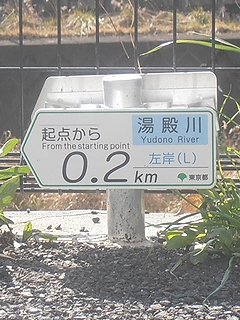 起点から
From the starting point
0.2km
湯殿川
Yudono River
左岸(L)
東京都